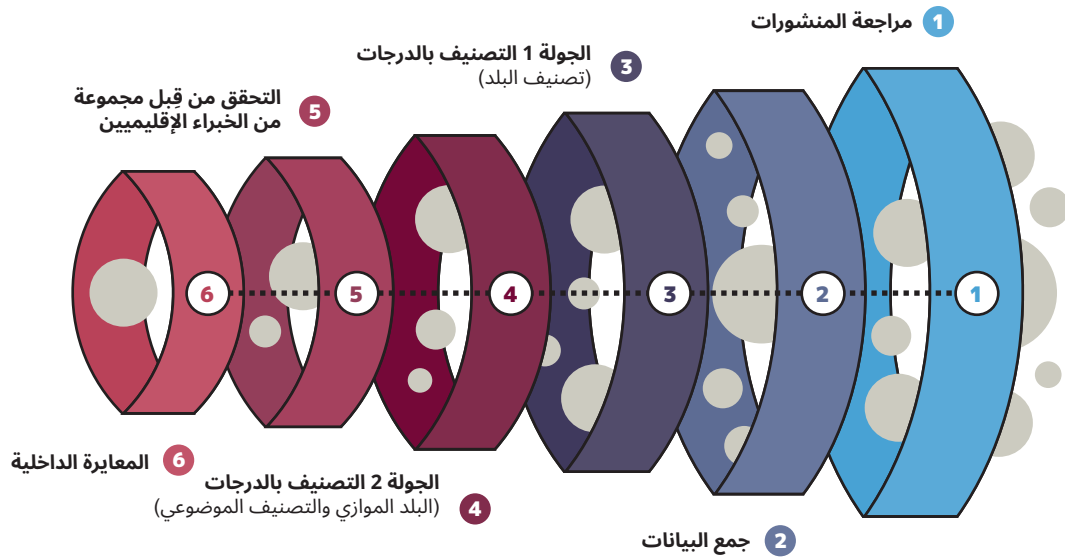 1 مراجعة المنشورات
3 الجولة 1 التصنيف بالدرجات
(تصنيف البلد)
5 التحقق من قِبل مجموعة
من الخبراء الإقليميين
1 2 3 4 5 6
6 المعايرة الداخلية
4 الجولة 2 التصنيف بالدرجات
(البلد الموازي والتصنيف الموضوعي)
2 جمع البيانات